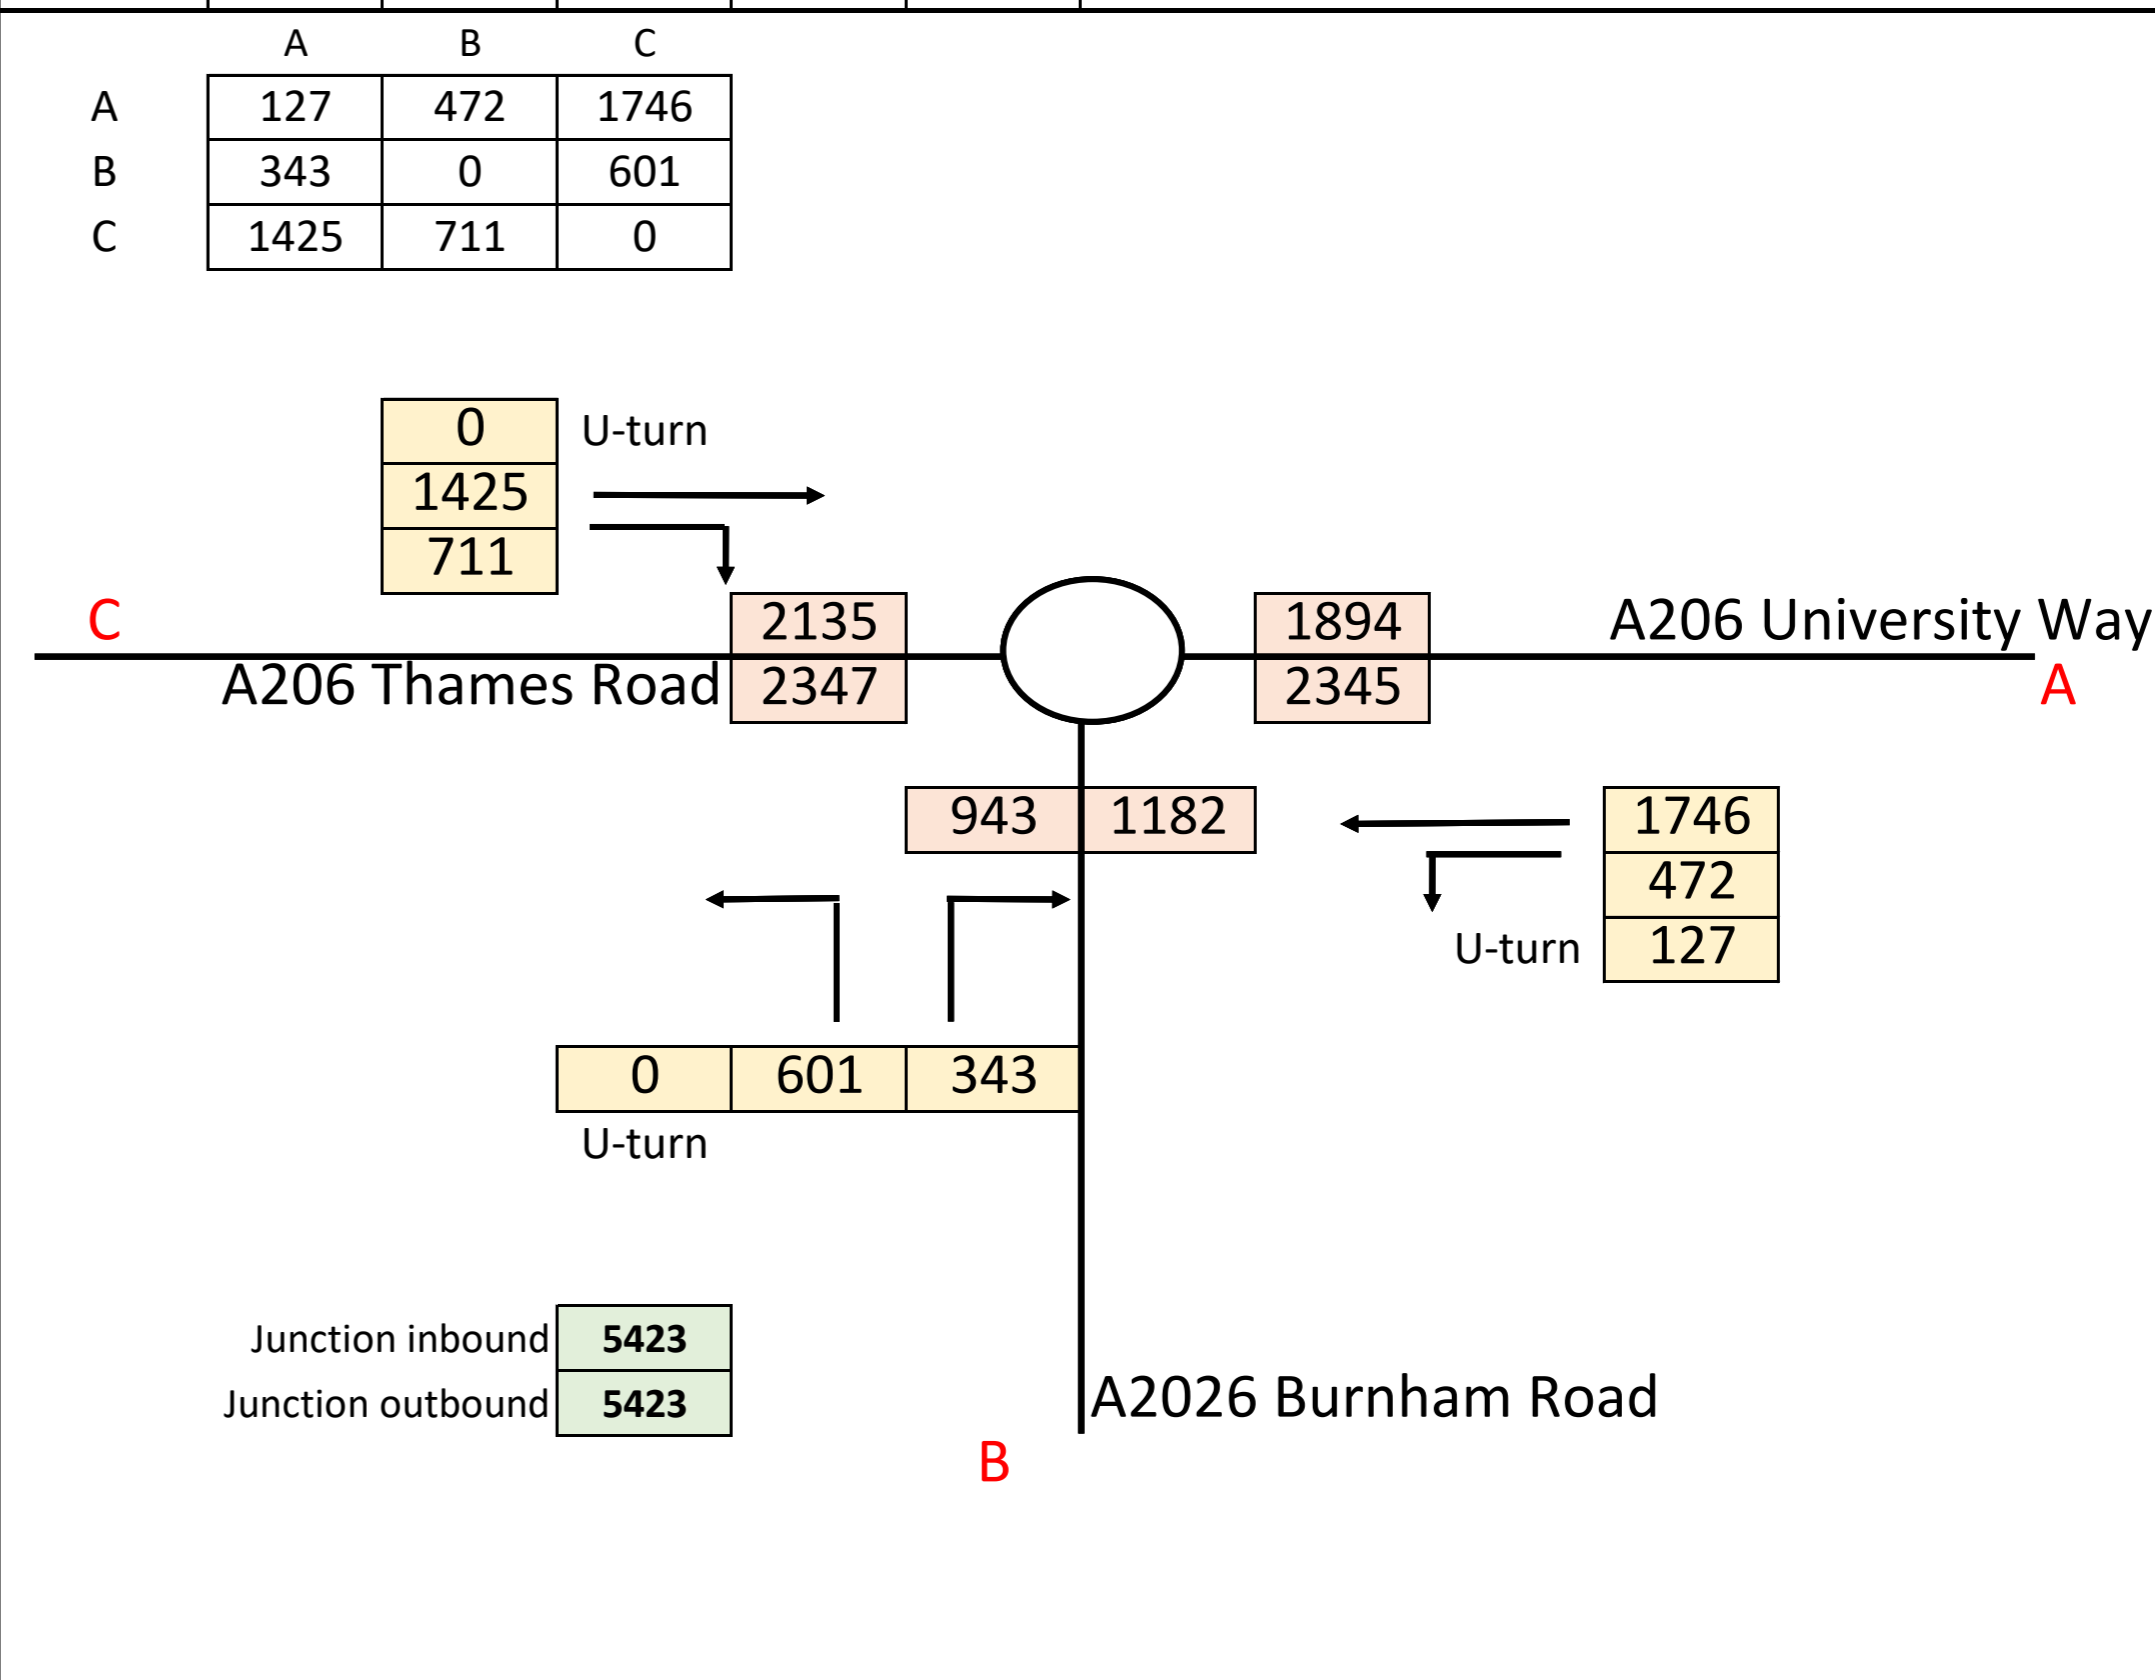 A B C
A 127 472 1746
B 343 0 601
C 1425 711 0
0 U-turn
1425
711
C 2135 1894 A206 University Way
A206 Thames Road 2347 2345 A
943 1182 1746
472
U-turn 127
0 601 343
U-turn
Junction inbound 5423
Junction outbound 5423
A2026 Burnham Road
B